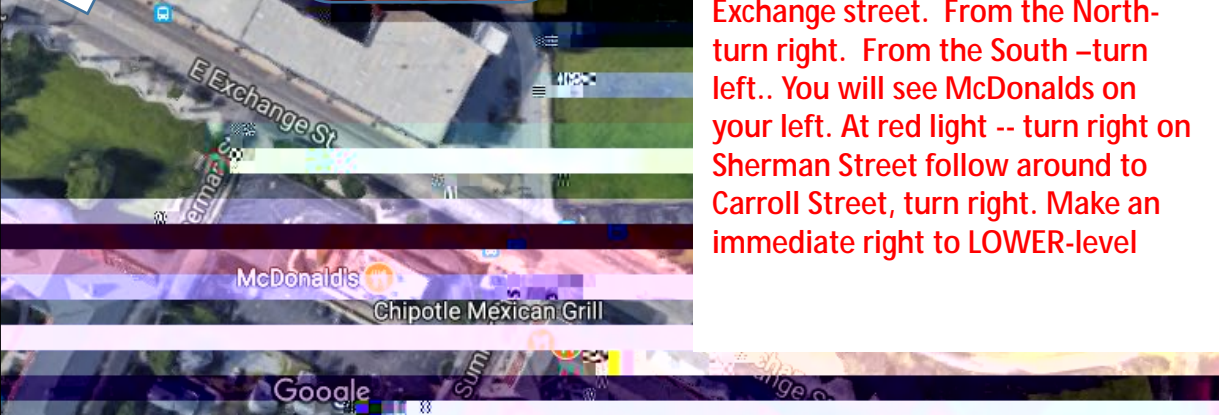 Exchange street. From the North-
turn right. From the South –turn
left.. You will see McDonalds on
your left. At red light -- turn right on
Sherman Street follow around to
Carroll Street, turn right. Make an
immediate right to LOWER-level
E Exchange St
McDonald's
Chipotle Mexican Grill
Google